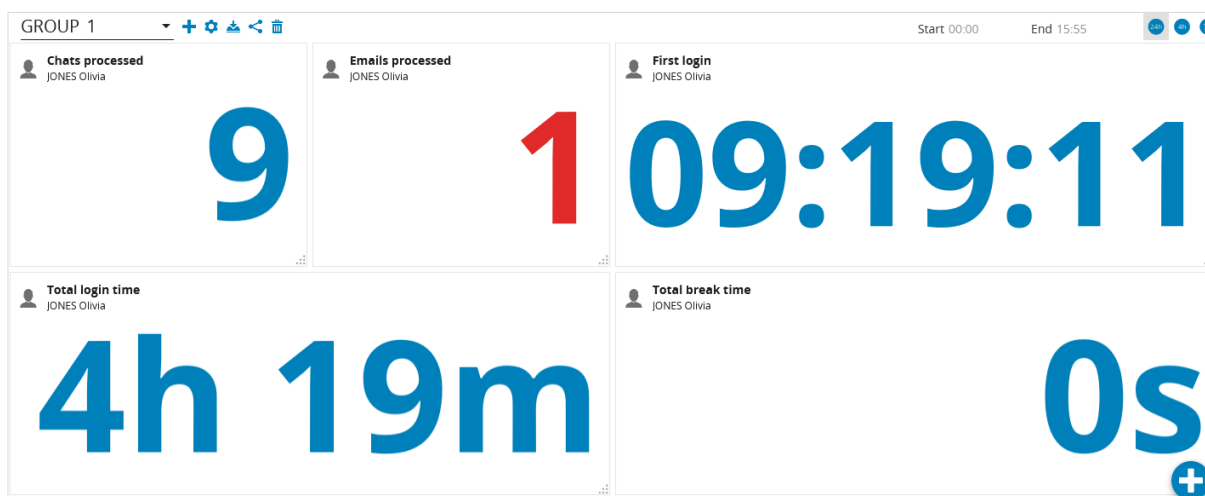 GROUP 1
Start 00:00 End 15:55 24h 4h
Chats processed
JONES Olivia
9
Emails processed
JONES Olivia
1
First login
JONES Olivia
09:19:11
Total login time
JONES Olivia
4h 19m
Total break time
JONES Olivia
0s